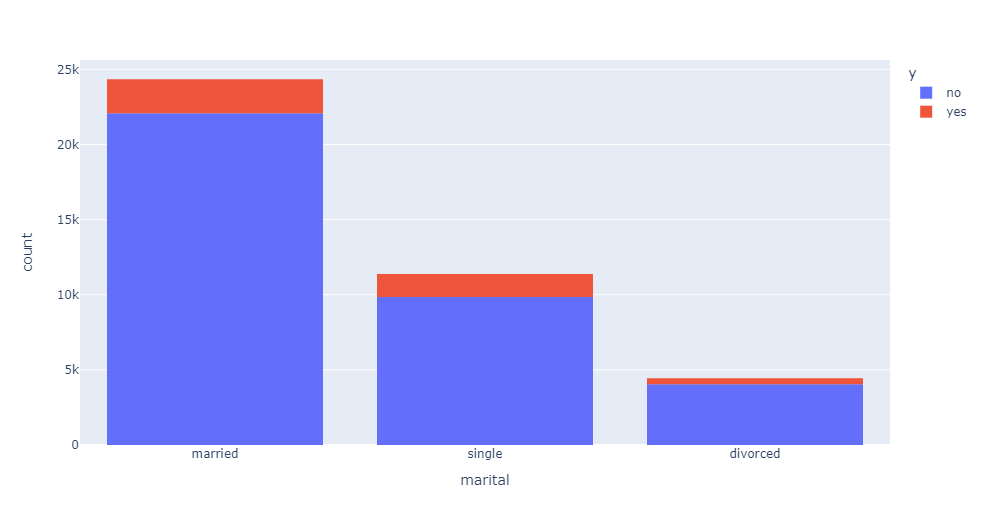 y
no
yes
25k
20k
15k
10k
5k
0
count
married single divorced
marital